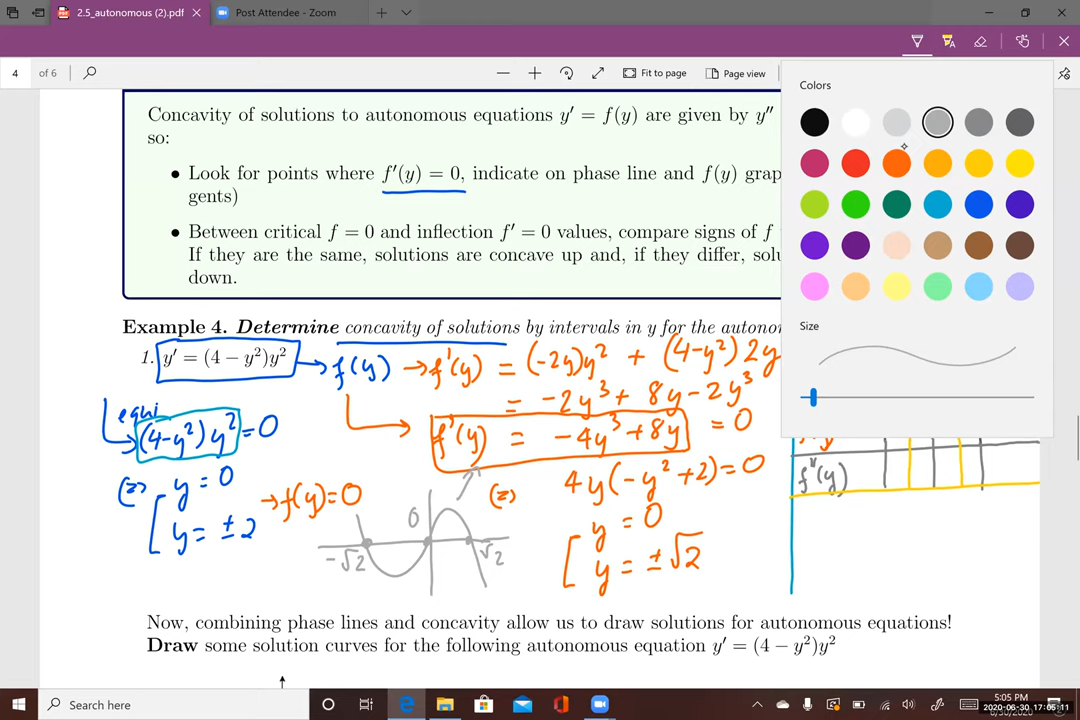 2.5_autonomous (2).pdf
Post Attendee - Zoom
4 of 6
Fit to page
Page view
Colors
Size
Concavity of solutions to autonomous equations y′ = f(y) are given by y″
so:
• Look for points where f′(y) = 0, indicate on phase line and f(y) grap
gents)
• Between critical f = 0 and inflection f′ = 0 values, compare signs of f
If they are the same, solutions are concave up and, if they differ, solu
down.
Example 4. Determine concavity of solutions by intervals in y for the autono
1. y′ = (4 − y²)y² → f(y) → f'(y) = (-2y)y² + (4-y²) 2y
= -2y³ + 8y - 2y³
equi
(4-y²)y² = 0
f'(y) = -4y³ + 8y = 0
4y(-y² + 2) = 0
(=) y = 0
y = ± 2
→ f(y) = 0
0
-√2
√2
(=)
y = 0
y = ± √2
f"(y)
Now, combining phase lines and concavity allow us to draw solutions for autonomous equations!
Draw some solution curves for the following autonomous equation y′ = (4 − y²)y²
Search here
5:05 PM
2020-06-30 17:05:11